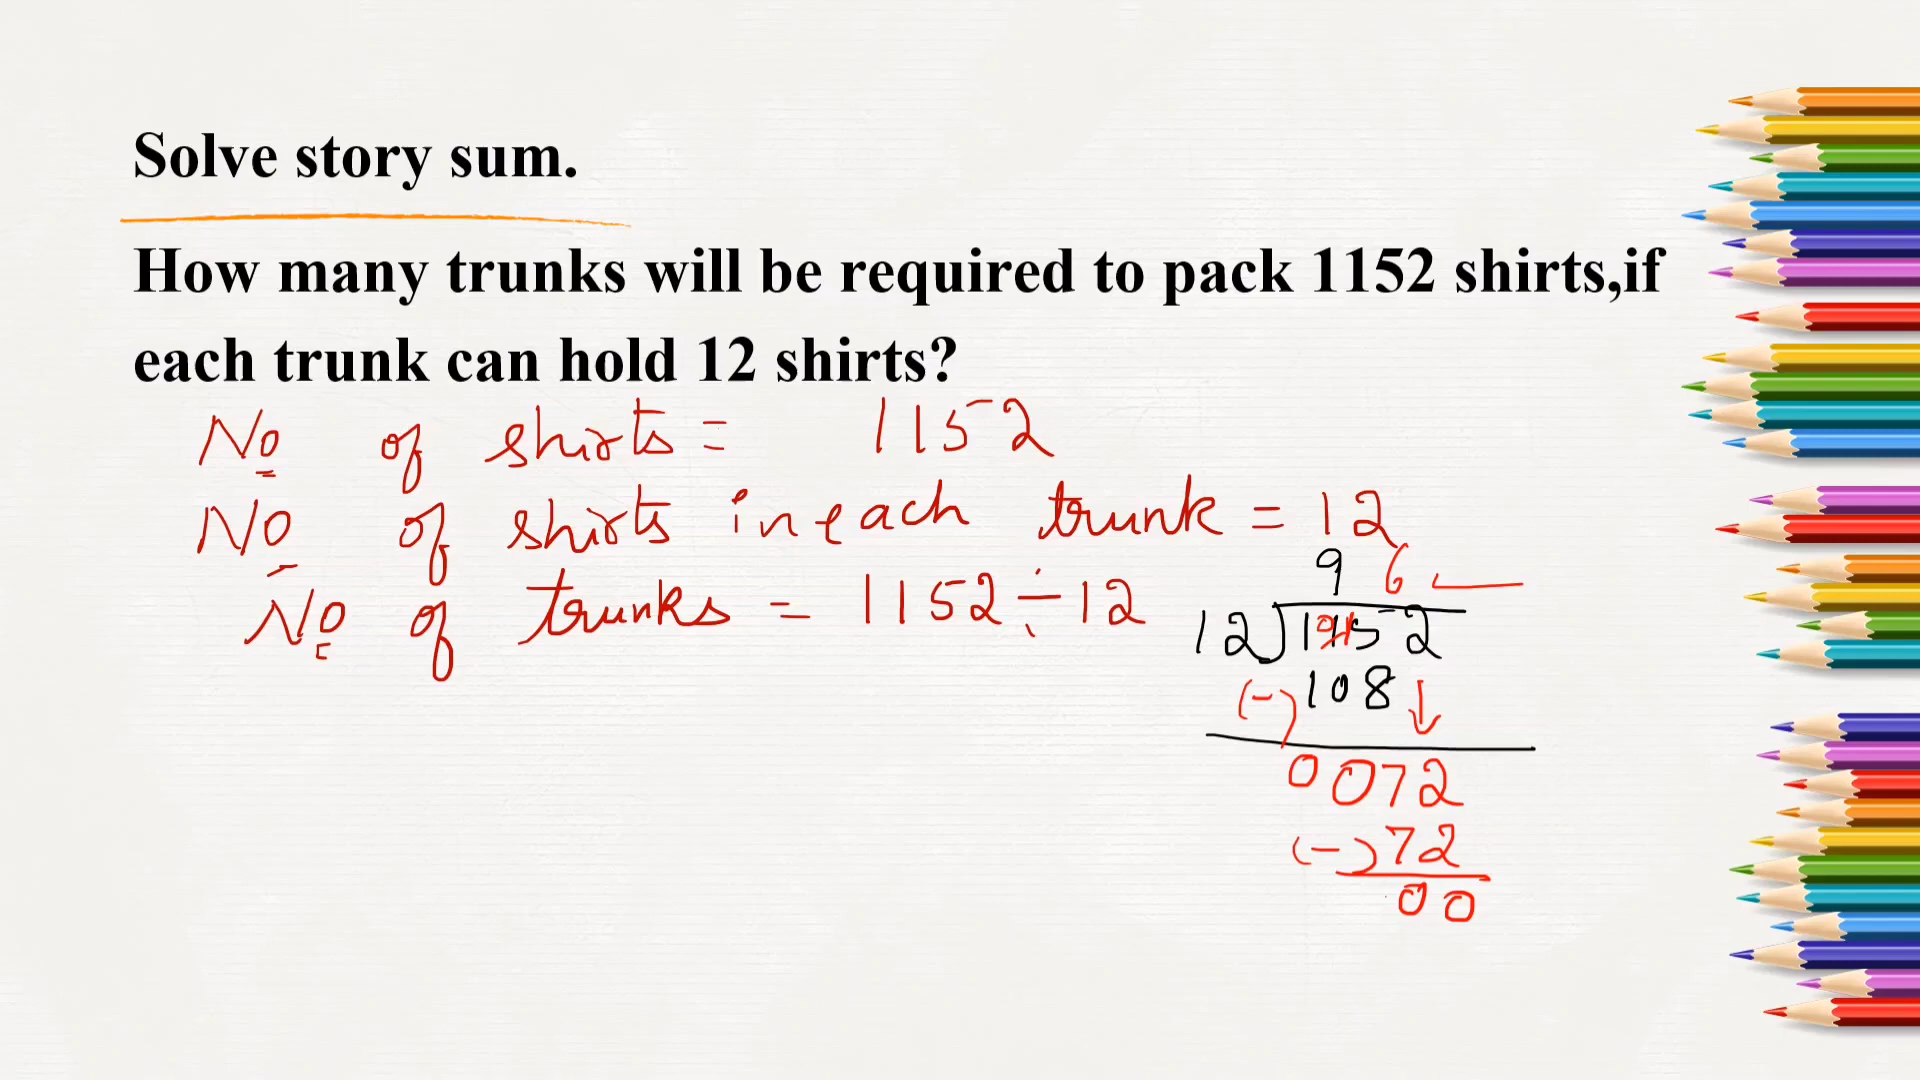 Solve story sum.
How many trunks will be required to pack 1152 shirts,if
each trunk can hold 12 shirts?
No of shirts = 1152
No of shirts in each trunk = 12
No of trunks = 1152 ÷ 12
9 6
12)1152
(-) 108
0072
(-) 72
00